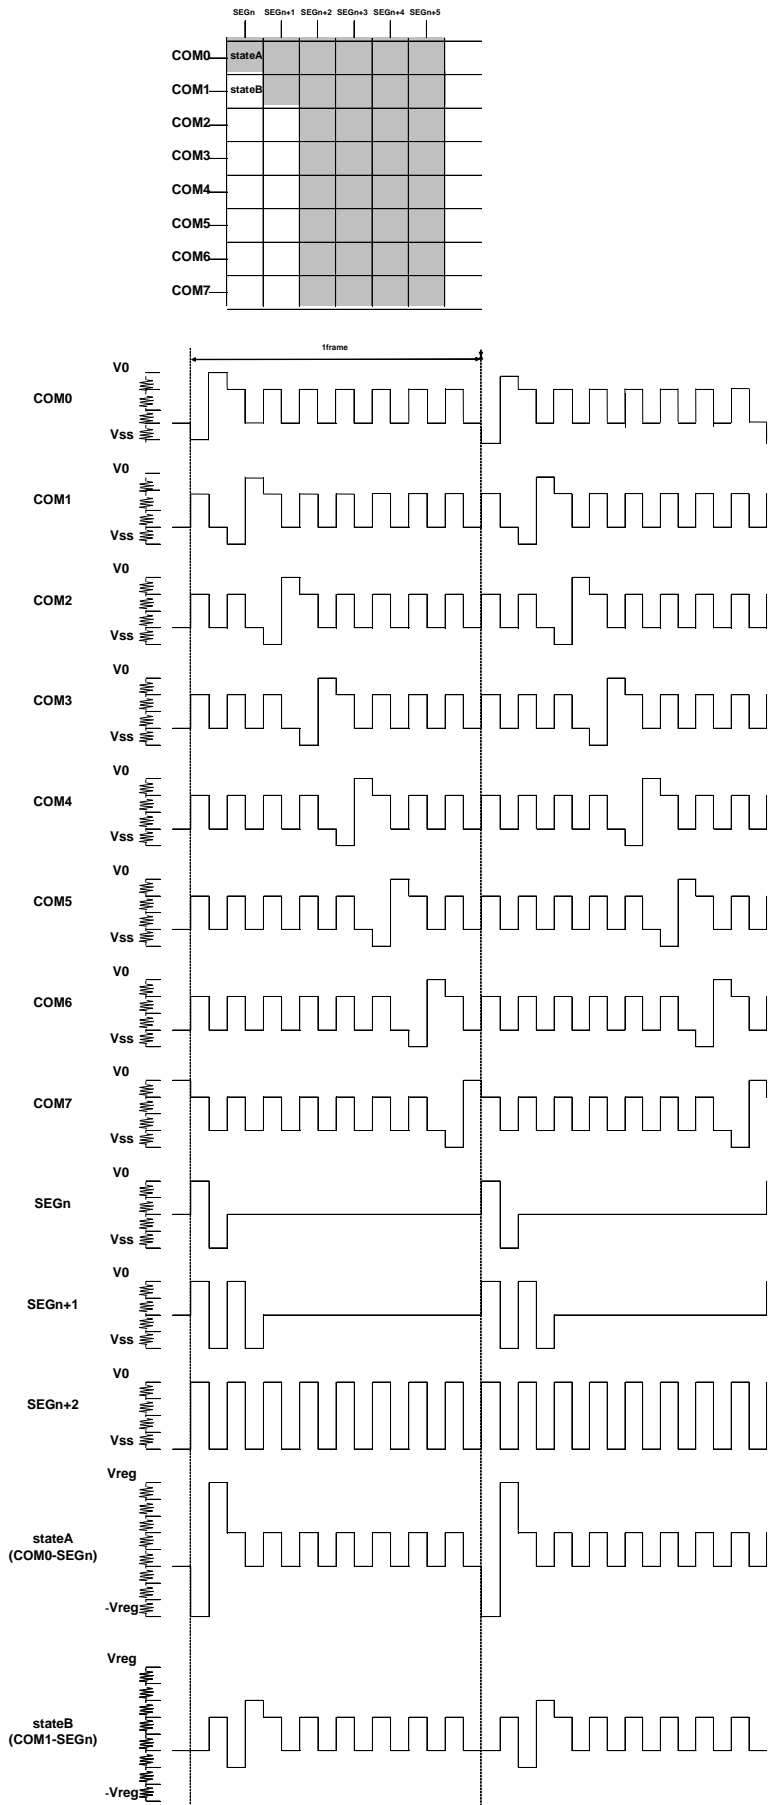 SEGn SEGn+1 SEGn+2 SEGn+3 SEGn+4 SEGn+5
COM0 stateA
COM1 stateB
COM2
COM3
COM4
COM5
COM6
COM7
1frame
V0
COM0
Vss
V0
COM1
Vss
V0
COM2
Vss
V0
COM3
Vss
V0
COM4
Vss
V0
COM5
Vss
V0
COM6
Vss
V0
COM7
Vss
V0
SEGn
Vss
V0
SEGn+1
Vss
V0
SEGn+2
Vss
Vreg
stateA
(COM0-SEGn)
-Vreg
Vreg
stateB
(COM1-SEGn)
-Vreg